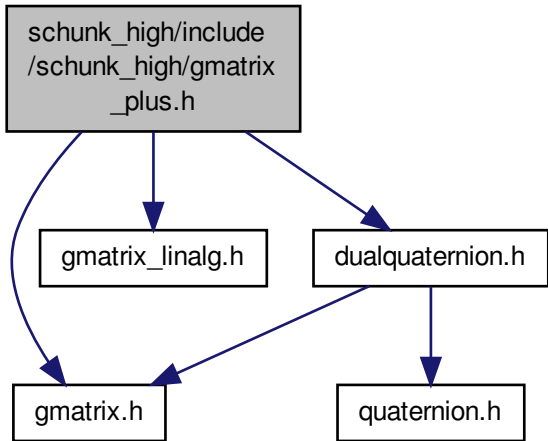 schunk_high/include
/schunk_high/gmatrix
_plus.h
gmatrix_linalg.h
dualquaternion.h
gmatrix.h
quaternion.h